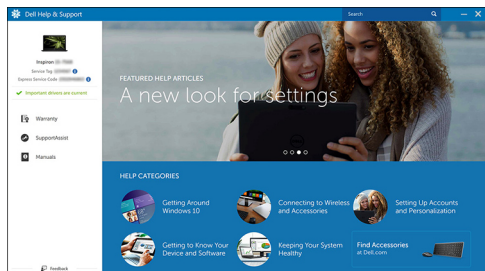 Dell Help & Support
Search
Inspiron
Service Tag
Express Service Code
Important drivers are current
Warranty
SupportAssist
Manuals
Feedback
FEATURED HELP ARTICLES
A new look for settings
HELP CATEGORIES
Getting Around
Windows 10
Connecting to Wireless
and Accessories
Setting Up Accounts
and Personalization
Getting to Know Your
Device and Software
Keeping Your System
Healthy
Find Accessories
at Dell.com